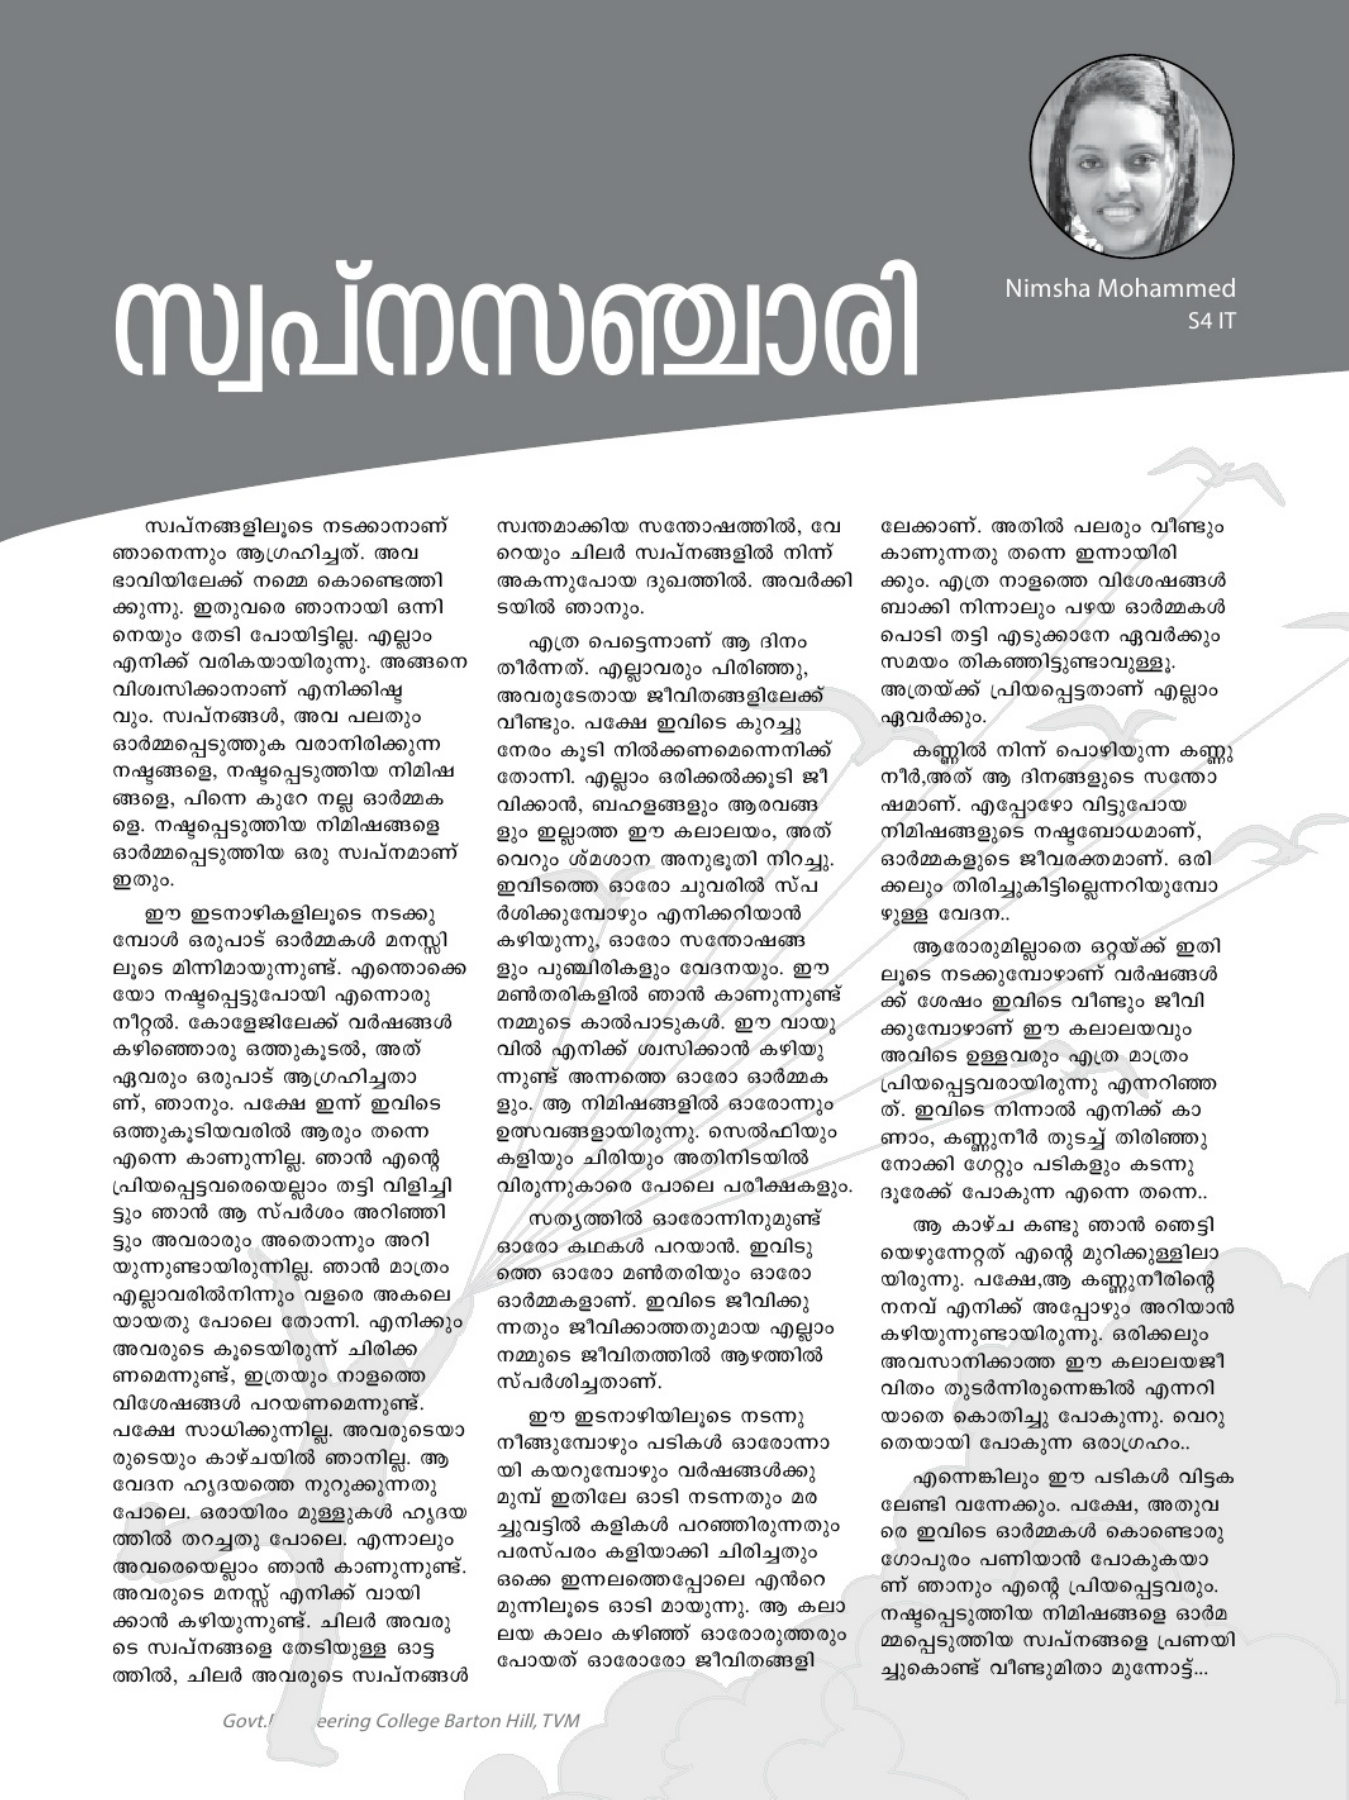 Nimsha Mohammed
S4 IT
സ്വപ്നസഞ്ചാരി
സ്വപ്നങ്ങളിലൂടെ നടക്കാനാണ്
ഞാനെന്നും ആഗ്രഹിച്ചത്. അവ
ഭാവിയിലേക്ക് നമ്മെ കൊണ്ടെത്തി
ക്കുന്നു. ഇതുവരെ ഞാനായി ഒന്നി
നെയും തേടി പോയിട്ടില്ല. എല്ലാം
എനിക്ക് വരികയായിരുന്നു. അങ്ങനെ
വിശ്വസിക്കാനാണ് എനിക്കിഷ്ട
വും. സ്വപ്നങ്ങൾ, അവ പലതും
ഓർമ്മപ്പെടുത്തുക വരാനിരിക്കുന്ന
നഷ്ടങ്ങളെ, നഷ്ടപ്പെടുത്തിയ നിമിഷ
ങ്ങളെ, പിന്നെ കുറേ നല്ല ഓർമ്മക
ളെ. നഷ്ടപ്പെടുത്തിയ നിമിഷങ്ങളെ
ഓർമ്മപ്പെടുത്തിയ ഒരു സ്വപ്നമാണ്
ഇതും.
ഈ ഇടനാഴികളിലൂടെ നടക്കു
മ്പോൾ ഒരുപാട് ഓർമ്മകൾ മനസ്സി
ലൂടെ മിന്നിമായുന്നുണ്ട്. എന്തൊക്കെ
യോ നഷ്ടപ്പെട്ടുപോയി എന്നൊരു
നീറ്റൽ. കോളേജിലേക്ക് വർഷങ്ങൾ
കഴിഞ്ഞൊരു ഒത്തുകൂടൽ, അത്
ഏവരും ഒരുപാട് ആഗ്രഹിച്ചതാ
ണ്, ഞാനും. പക്ഷേ ഇന്ന് ഇവിടെ
ഒത്തുകൂടിയവരിൽ ആരും തന്നെ
എന്നെ കാണുന്നില്ല. ഞാൻ എന്റെ
പ്രിയപ്പെട്ടവരെയെല്ലാം തട്ടി വിളിച്ചി
ട്ടും ഞാൻ ആ സ്പർശം അറിഞ്ഞി
ട്ടും അവരാരും അതൊന്നും അറി
യുന്നുണ്ടായിരുന്നില്ല. ഞാൻ മാത്രം
എല്ലാവരിൽനിന്നും വളരെ അകലെ
യായതു പോലെ തോന്നി. എനിക്കും
അവരുടെ കൂടെയിരുന്ന് ചിരിക്ക
ണമെന്നുണ്ട്, ഇത്രയും നാളത്തെ
വിശേഷങ്ങൾ പറയണമെന്നുണ്ട്.
പക്ഷേ സാധിക്കുന്നില്ല. അവരുടെയാ
രുടെയും കാഴ്ചയിൽ ഞാനില്ല. ആ
വേദന ഹൃദയത്തെ നുറുക്കുന്നതു
പോലെ. ഒരായിരം മുള്ളുകൾ ഹൃദയ
ത്തിൽ തറച്ചതു പോലെ. എന്നാലും
അവരെയെല്ലാം ഞാൻ കാണുന്നുണ്ട്.
അവരുടെ മനസ്സ് എനിക്ക് വായി
ക്കാൻ കഴിയുന്നുണ്ട്. ചിലർ അവരു
ടെ സ്വപ്നങ്ങളെ തേടിയുള്ള ഓട്ട
ത്തിൽ, ചിലർ അവരുടെ സ്വപ്നങ്ങൾ
സ്വന്തമാക്കിയ സന്തോഷത്തിൽ, വേ
റെയും ചിലർ സ്വപ്നങ്ങളിൽ നിന്ന്
അകന്നുപോയ ദുഖത്തിൽ. അവർക്കി
ടയിൽ ഞാനും.
എത്ര പെട്ടെന്നാണ് ആ ദിനം
തീർന്നത്. എല്ലാവരും പിരിഞ്ഞു,
അവരുടേതായ ജീവിതങ്ങളിലേക്ക്
വീണ്ടും. പക്ഷേ ഇവിടെ കുറച്ചു
നേരം കൂടി നിൽക്കണമെന്നെനിക്ക്
തോന്നി. എല്ലാം ഒരിക്കൽക്കൂടി ജീ
വിക്കാൻ, ബഹളങ്ങളും ആരവങ്ങ
ളും ഇല്ലാത്ത ഈ കലാലയം, അത്
വെറും ശ്മശാന അനുഭൂതി നിറച്ചു.
ഇവിടത്തെ ഓരോ ചുവരിൽ സ്പ
ർശിക്കുമ്പോഴും എനിക്കറിയാൻ
കഴിയുന്നു, ഓരോ സന്തോഷങ്ങ
ളും പുഞ്ചിരികളും വേദനയും. ഈ
മൺതരികളിൽ ഞാൻ കാണുന്നുണ്ട്
നമ്മുടെ കാൽപാടുകൾ. ഈ വായു
വിൽ എനിക്ക് ശ്വസിക്കാൻ കഴിയു
ന്നുണ്ട് അന്നത്തെ ഓരോ ഓർമ്മക
ളും. ആ നിമിഷങ്ങളിൽ ഓരോന്നും
ഉത്സവങ്ങളായിരുന്നു. സെൽഫിയും
കളിയും ചിരിയും അതിനിടയിൽ
വിരുന്നുകാരെ പോലെ പരീക്ഷകളും.
സത്യത്തിൽ ഓരോന്നിനുമുണ്ട്
ഓരോ കഥകൾ പറയാൻ. ഇവിടു
ത്തെ ഓരോ മൺതരിയും ഓരോ
ഓർമ്മകളാണ്. ഇവിടെ ജീവിക്കു
ന്നതും ജീവിക്കാത്തതുമായ എല്ലാം
നമ്മുടെ ജീവിതത്തിൽ ആഴത്തിൽ
സ്പർശിച്ചതാണ്.
ഈ ഇടനാഴിയിലൂടെ നടന്നു
നീങ്ങുമ്പോഴും പടികൾ ഓരോന്നാ
യി കയറുമ്പോഴും വർഷങ്ങൾക്കു
മുമ്പ് ഇതിലേ ഓടി നടന്നതും മര
ച്ചുവട്ടിൽ കളികൾ പറഞ്ഞിരുന്നതും
പരസ്പരം കളിയാക്കി ചിരിച്ചതും
ഒക്കെ ഇന്നലത്തെപ്പോലെ എൻറെ
മുന്നിലൂടെ ഓടി മായുന്നു. ആ കലാ
ലയ കാലം കഴിഞ്ഞ് ഓരോരുത്തരും
പോയത് ഓരോരോ ജീവിതങ്ങളി
ലേക്കാണ്. അതിൽ പലരും വീണ്ടും
കാണുന്നതു തന്നെ ഇന്നായിരി
ക്കും. എത്ര നാളത്തെ വിശേഷങ്ങൾ
ബാക്കി നിന്നാലും പഴയ ഓർമ്മകൾ
പൊടി തട്ടി എടുക്കാനേ ഏവർക്കും
സമയം തികഞ്ഞിട്ടുണ്ടാവുള്ളൂ.
അത്രയ്ക്ക് പ്രിയപ്പെട്ടതാണ് എല്ലാം
ഏവർക്കും.
കണ്ണിൽ നിന്ന് പൊഴിയുന്ന കണ്ണു
നീർ,അത് ആ ദിനങ്ങളുടെ സന്തോ
ഷമാണ്. എപ്പോഴോ വിട്ടുപോയ
നിമിഷങ്ങളുടെ നഷ്ടബോധമാണ്,
ഓർമ്മകളുടെ ജീവരക്തമാണ്. ഒരി
ക്കലും തിരിച്ചുകിട്ടില്ലെന്നറിയുമ്പോ
ഴുള്ള വേദന..
ആരോരുമില്ലാതെ ഒറ്റയ്ക്ക് ഇതി
ലൂടെ നടക്കുമ്പോഴാണ് വർഷങ്ങൾ
ക്ക് ശേഷം ഇവിടെ വീണ്ടും ജീവി
ക്കുമ്പോഴാണ് ഈ കലാലയവും
അവിടെ ഉള്ളവരും എത്ര മാത്രം
പ്രിയപ്പെട്ടവരായിരുന്നു എന്നറിഞ്ഞ
ത്. ഇവിടെ നിന്നാൽ എനിക്ക് കാ
ണാം, കണ്ണുനീർ തുടച്ച് തിരിഞ്ഞു
നോക്കി ഗേറ്റും പടികളും കടന്നു
ദൂരേക്ക് പോകുന്ന എന്നെ തന്നെ..
ആ കാഴ്ച കണ്ടു ഞാൻ ഞെട്ടി
യെഴുന്നേറ്റത് എന്റെ മുറിക്കുള്ളിലാ
യിരുന്നു. പക്ഷേ,ആ കണ്ണുനീരിന്റെ
നനവ് എനിക്ക് അപ്പോഴും അറിയാൻ
കഴിയുന്നുണ്ടായിരുന്നു. ഒരിക്കലും
അവസാനിക്കാത്ത ഈ കലാലയജീ
വിതം തുടർന്നിരുന്നെങ്കിൽ എന്നറി
യാതെ കൊതിച്ചു പോകുന്നു. വെറു
തെയായി പോകുന്ന ഒരാഗ്രഹം..
എന്നെങ്കിലും ഈ പടികൾ വിട്ടക
ലേണ്ടി വന്നേക്കും. പക്ഷേ, അതുവ
രെ ഇവിടെ ഓർമ്മകൾ കൊണ്ടൊരു
ഗോപുരം പണിയാൻ പോകുകയാ
ണ് ഞാനും എന്റെ പ്രിയപ്പെട്ടവരും.
നഷ്ടപ്പെടുത്തിയ നിമിഷങ്ങളെ ഓർമ
മ്മപ്പെടുത്തിയ സ്വപ്നങ്ങളെ പ്രണയി
ച്ചുകൊണ്ട് വീണ്ടുമിതാ മുന്നോട്ട്...
College Barton Hill, TVM